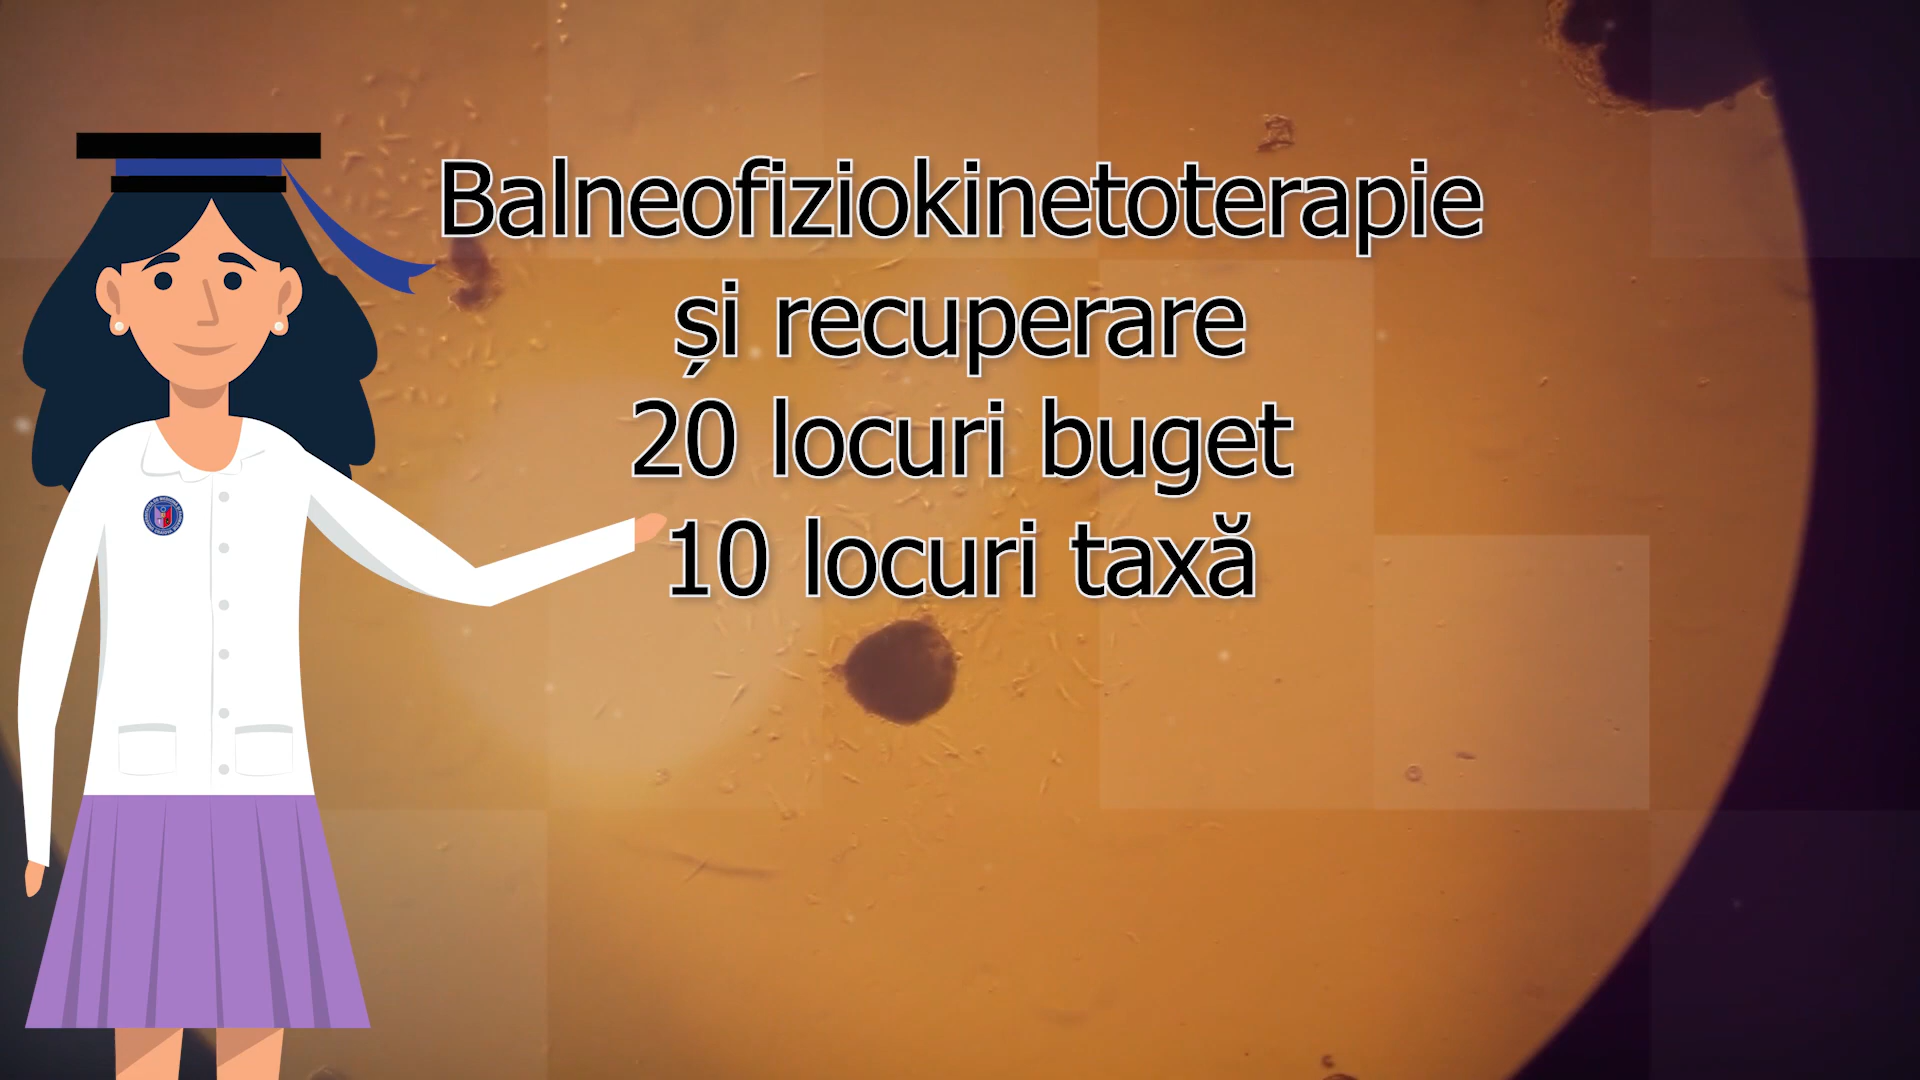 Balneofiziokinetoterapie
și recuperare
20 locuri buget
10 locuri taxă